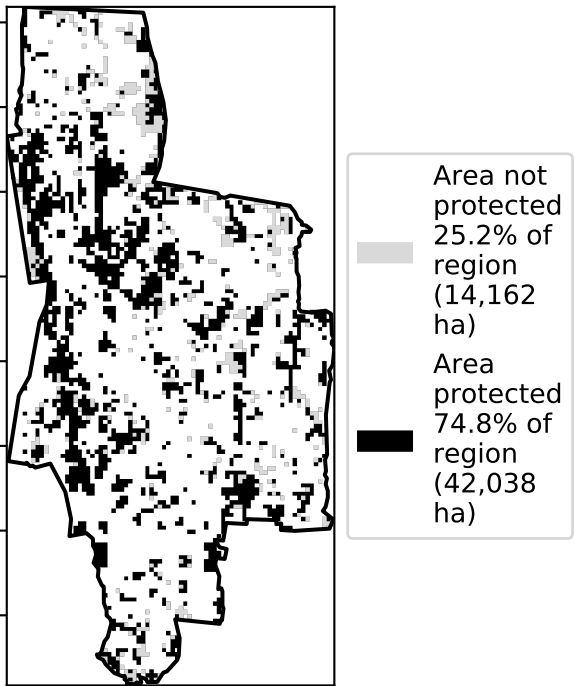 Area not
protected
25.2% of
region
(14,162
ha)
Area
protected
74.8% of
region
(42,038
ha)